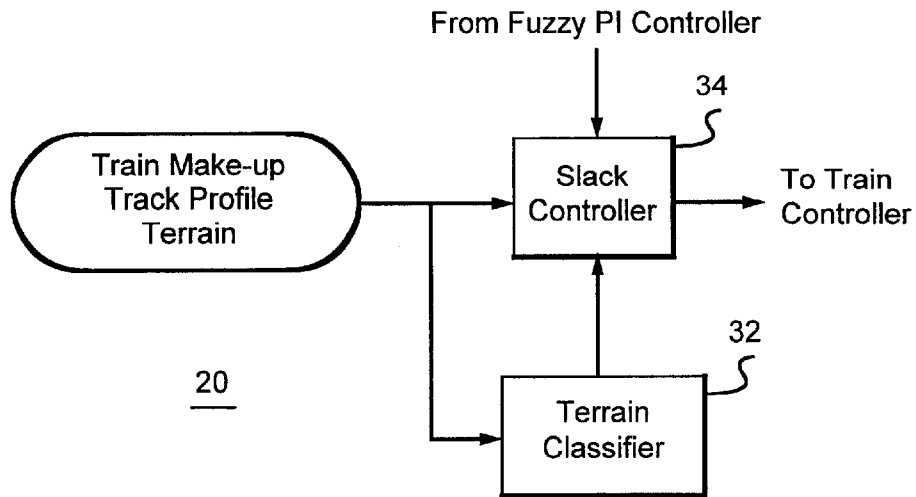 From Fuzzy PI Controller
34
Train Make-up
Track Profile
Terrain
Slack
Controller
To Train
Controller
32
20
Terrain
Classifier